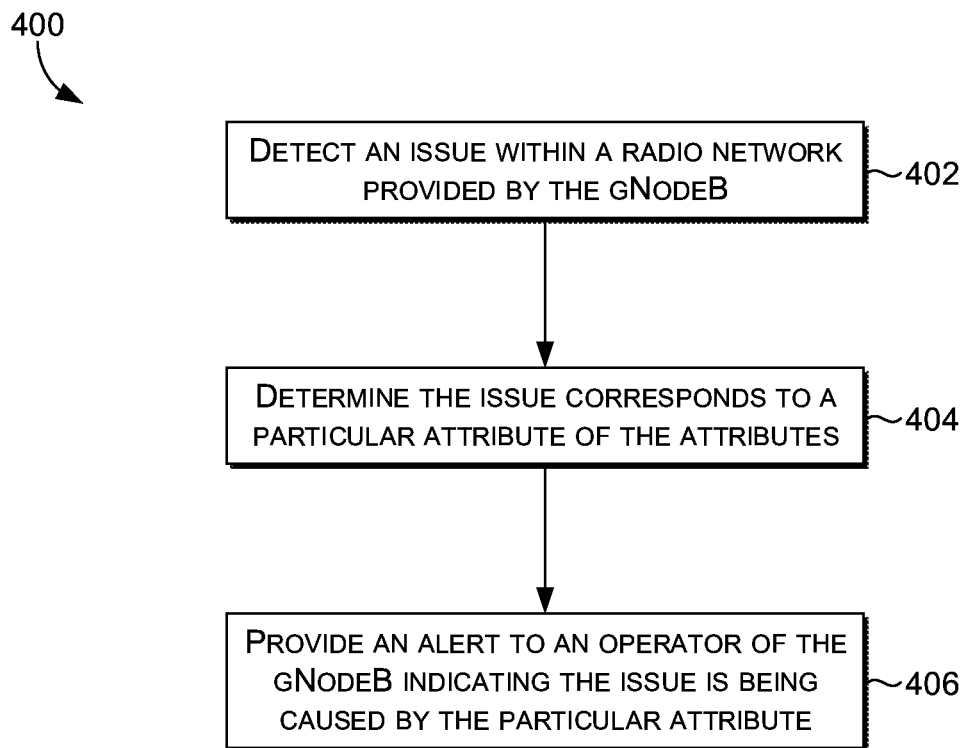 400
DETECT AN ISSUE WITHIN A RADIO NETWORK
PROVIDED BY THE GNODEB
402
DETERMINE THE ISSUE CORRESPONDS TO A
PARTICULAR ATTRIBUTE OF THE ATTRIBUTES
404
PROVIDE AN ALERT TO AN OPERATOR OF THE
GNODEB INDICATING THE ISSUE IS BEING
CAUSED BY THE PARTICULAR ATTRIBUTE
406